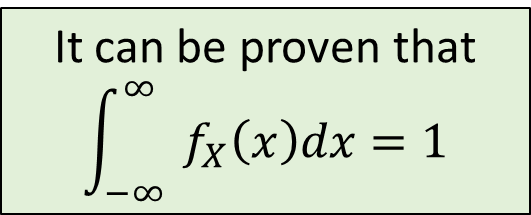 It can be proven that
∫_{-∞}^{∞} f_X(x)dx = 1